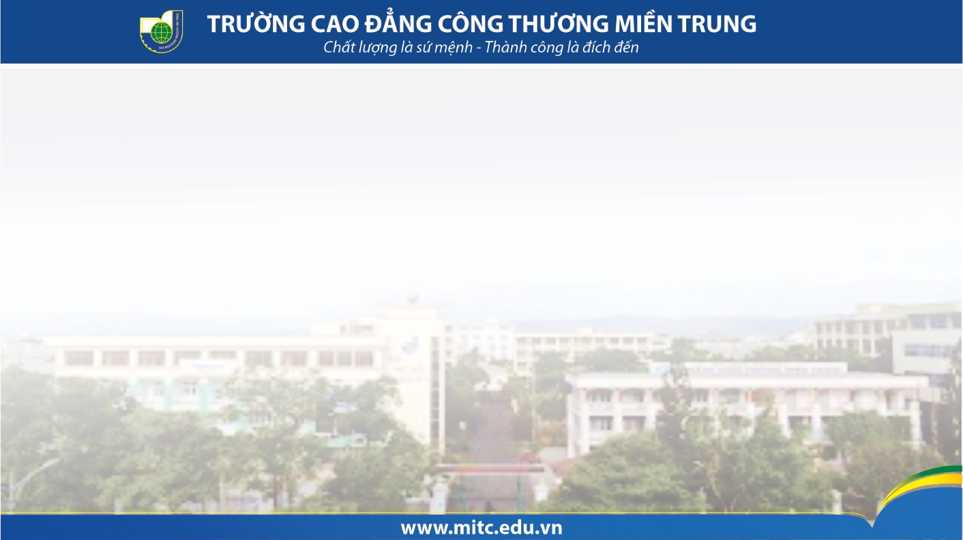 TRƯỜNG CAO ĐẲNG CÔNG THƯƠNG MIỀN TRUNG
Chất lượng là sứ mệnh - Thành công là đích đến
www.mitc.edu.vn